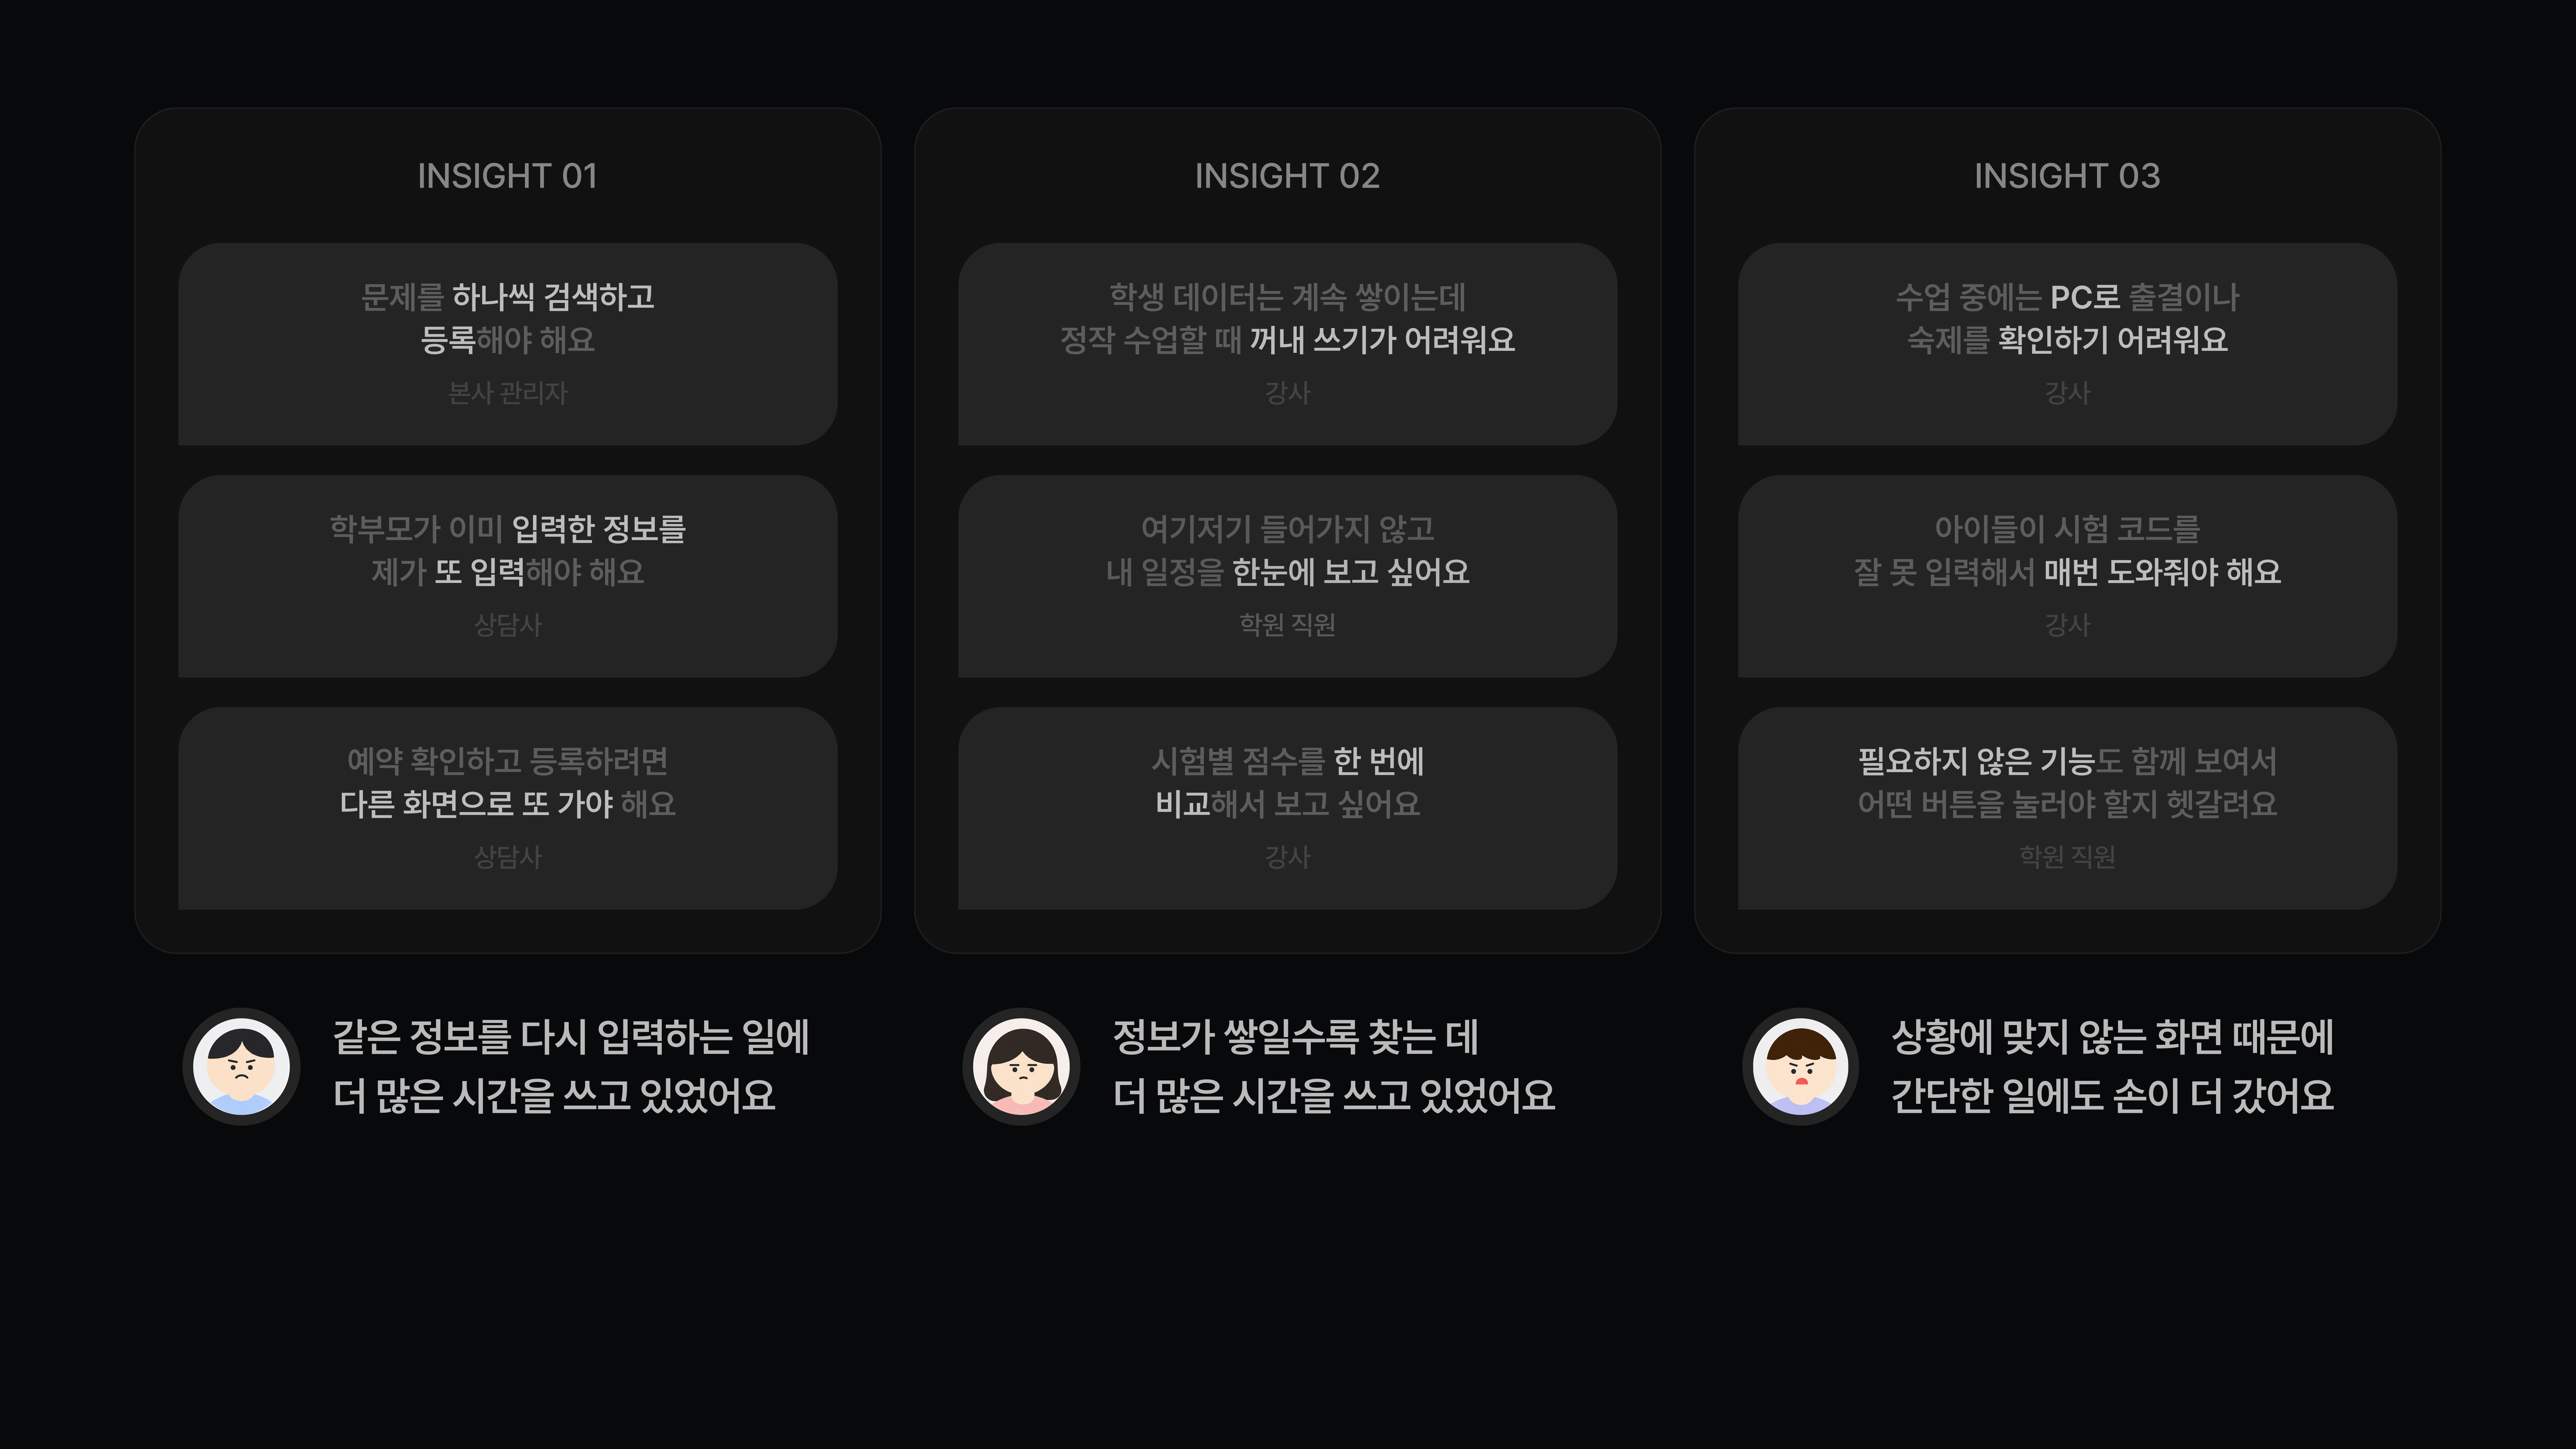 INSIGHT 01
문제를 하나씩 검색하고
등록해야 해요
본사 관리자
학부모가 이미 입력한 정보를
제가 또 입력해야 해요
상담사
예약 확인하고 등록하려면
다른 화면으로 또 가야 해요
상담사
같은 정보를 다시 입력하는 일에
더 많은 시간을 쓰고 있었어요
INSIGHT 02
학생 데이터는 계속 쌓이는데
정작 수업할 때 꺼내 쓰기가 어려워요
강사
여기저기 들어가지 않고
내 일정을 한눈에 보고 싶어요
학원 직원
시험별 점수를 한 번에
비교해서 보고 싶어요
강사
정보가 쌓일수록 찾는 데
더 많은 시간을 쓰고 있었어요
INSIGHT 03
수업 중에는 PC로 출결이나
숙제를 확인하기 어려워요
강사
아이들이 시험 코드를
잘 못 입력해서 매번 도와줘야 해요
강사
필요하지 않은 기능도 함께 보여서
어떤 버튼을 눌러야 할지 헷갈려요
학원 직원
상황에 맞지 않는 화면 때문에
간단한 일에도 손이 더 갔어요